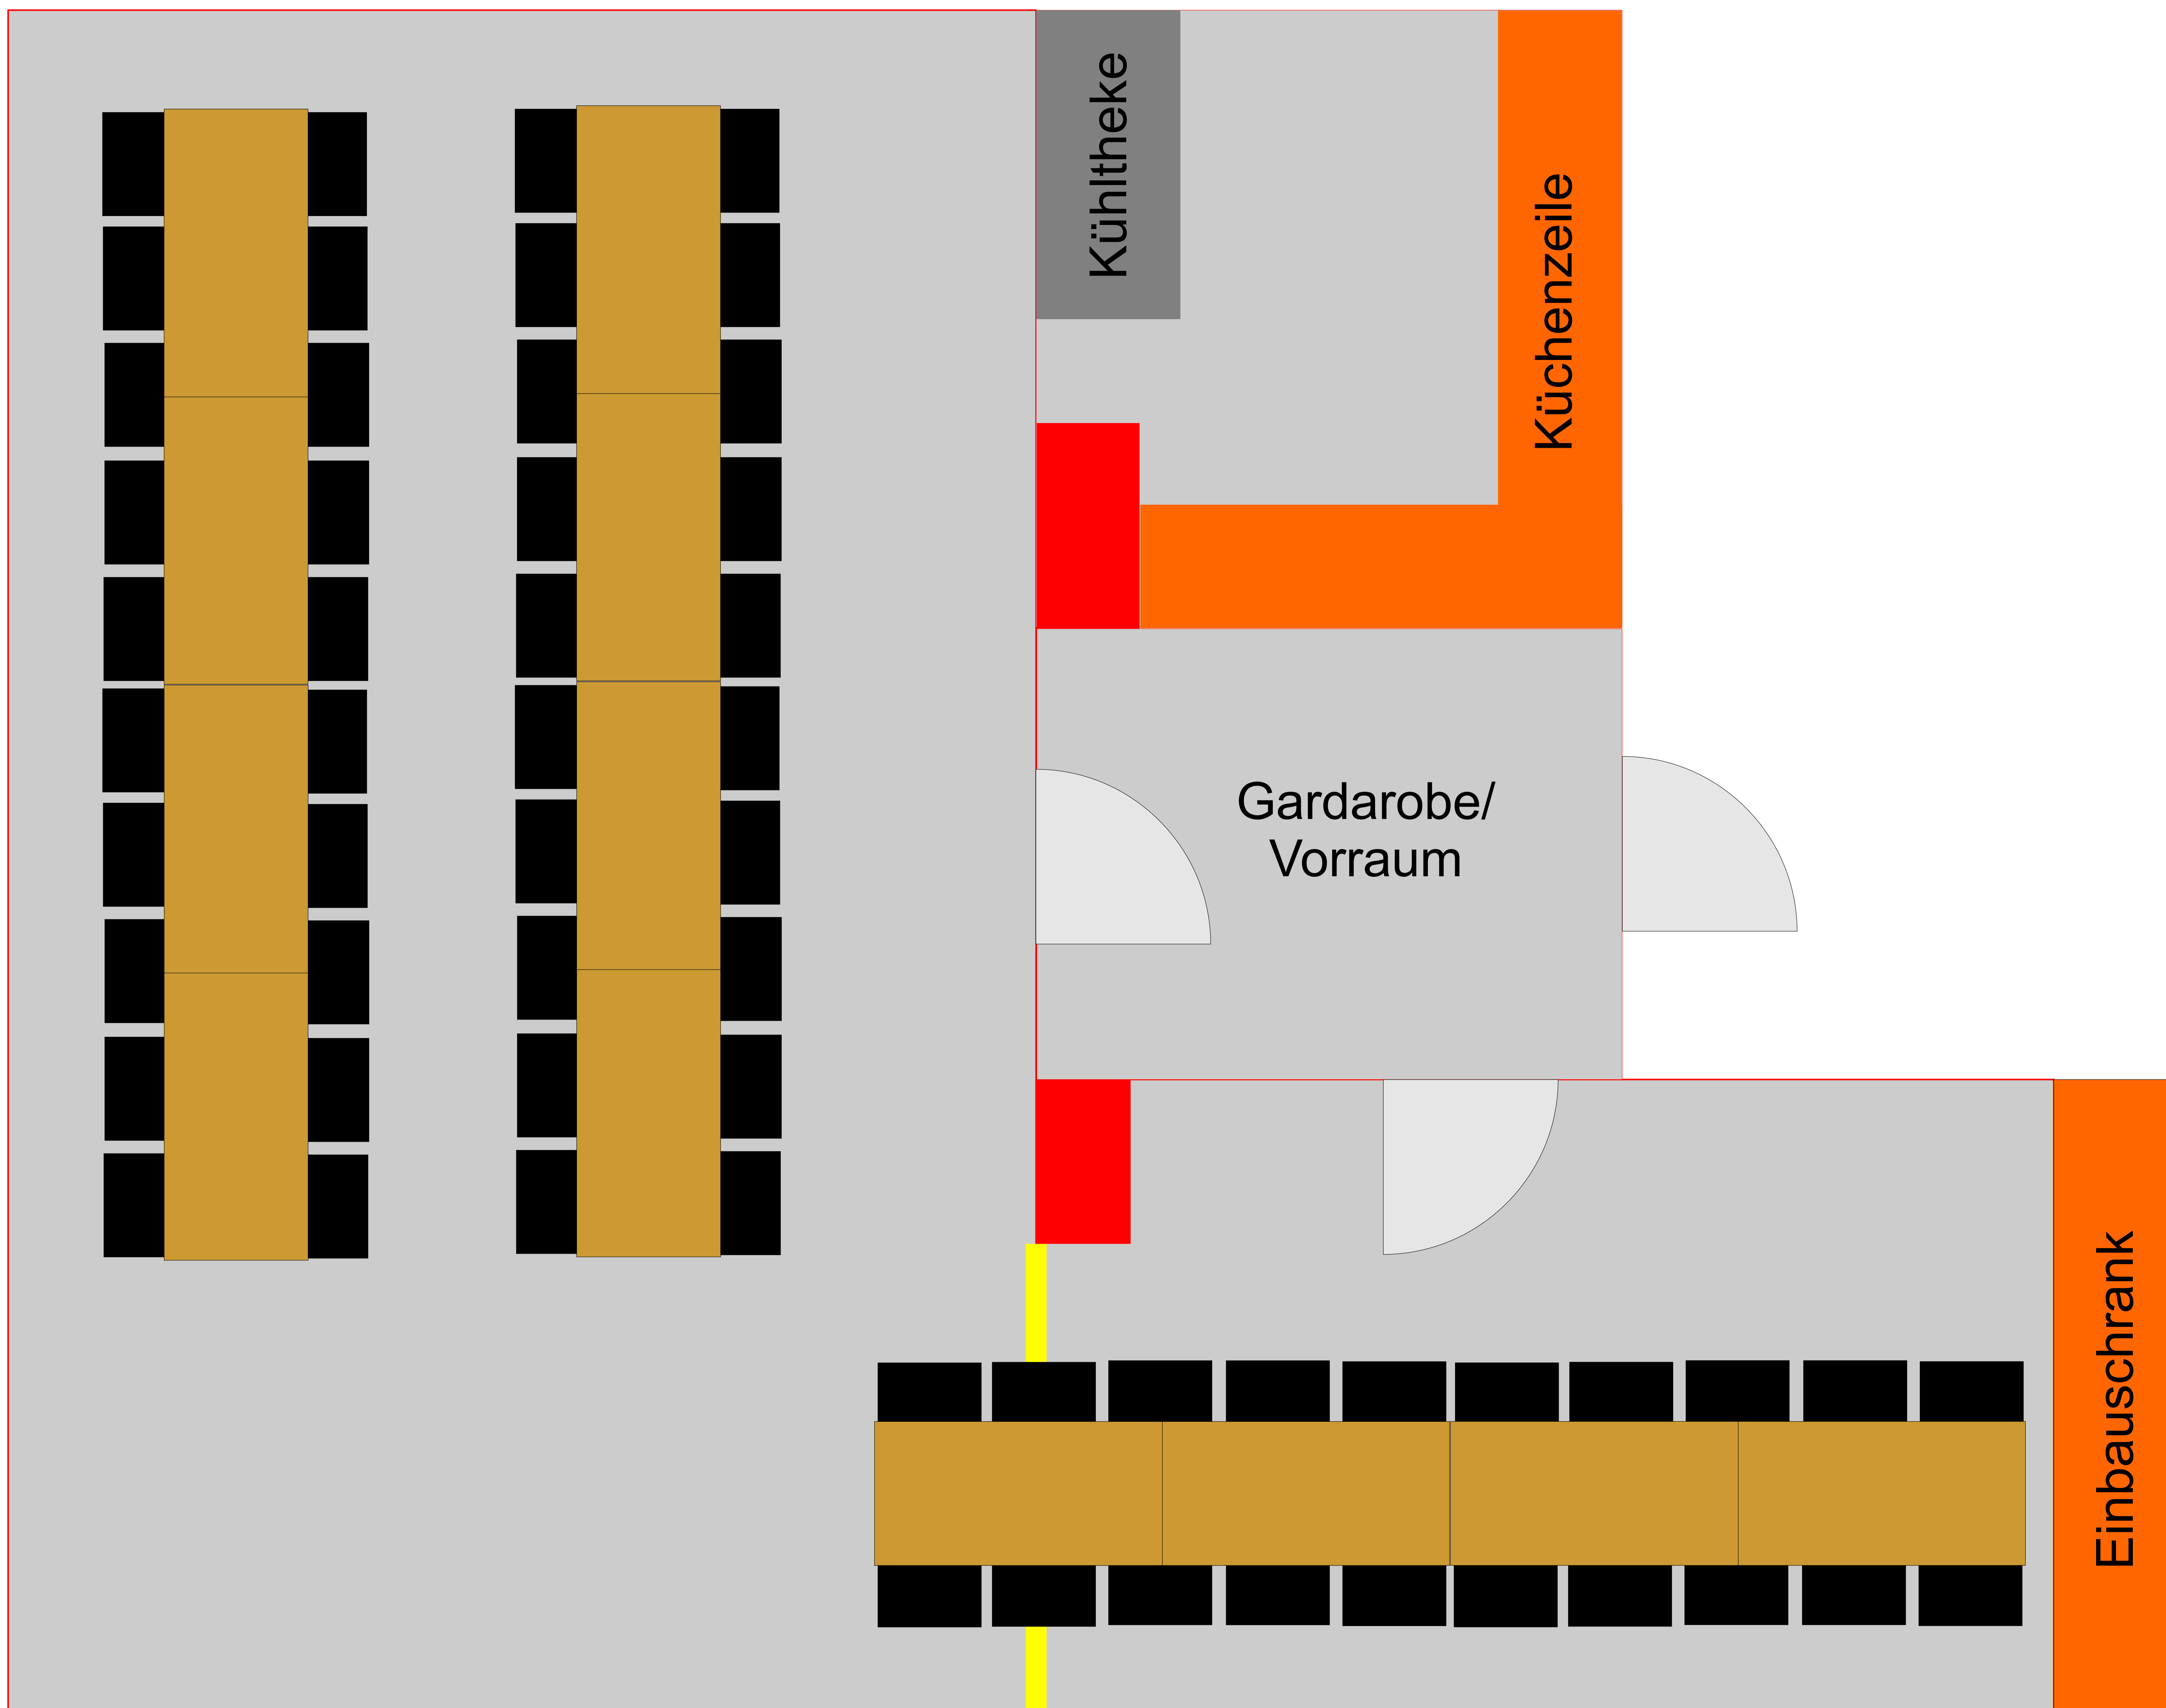 Kühltheke
Küchenzeile
Gardarobe/
Vorraum
Einbauschrank